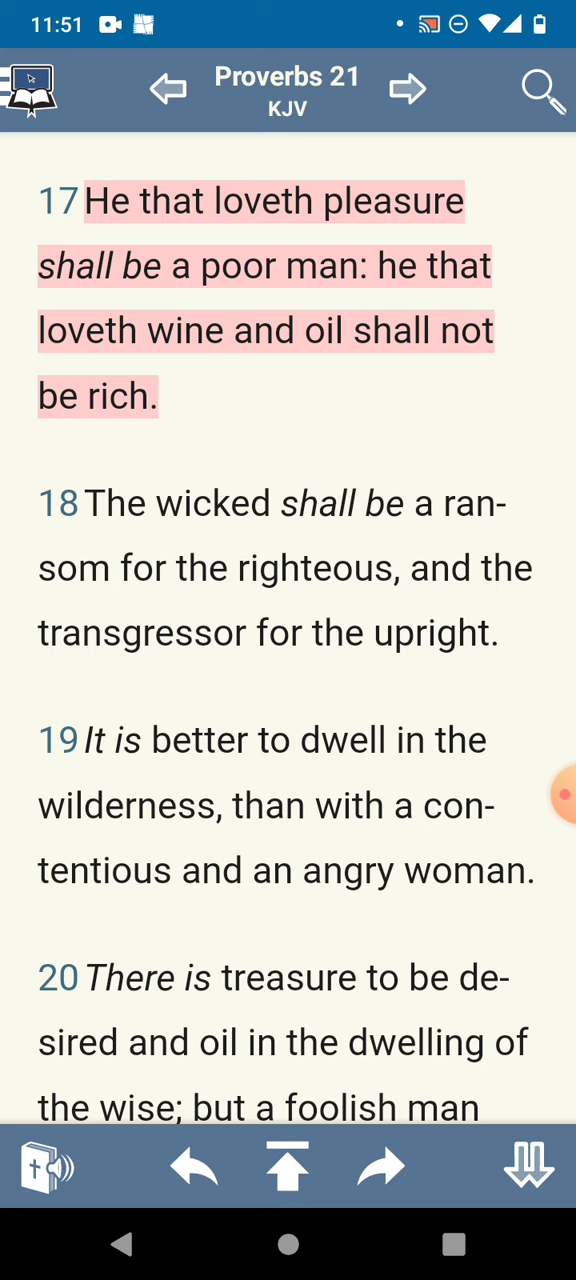 11:51
Proverbs 21
KJV
17 He that loveth pleasure
shall be a poor man: he that
loveth wine and oil shall not
be rich.
18 The wicked shall be a ran-
som for the righteous, and the
transgressor for the upright.
19 It is better to dwell in the
wilderness, than with a con-
tentious and an angry woman.
20 There is treasure to be de-
sired and oil in the dwelling of
the wise; but a foolish man